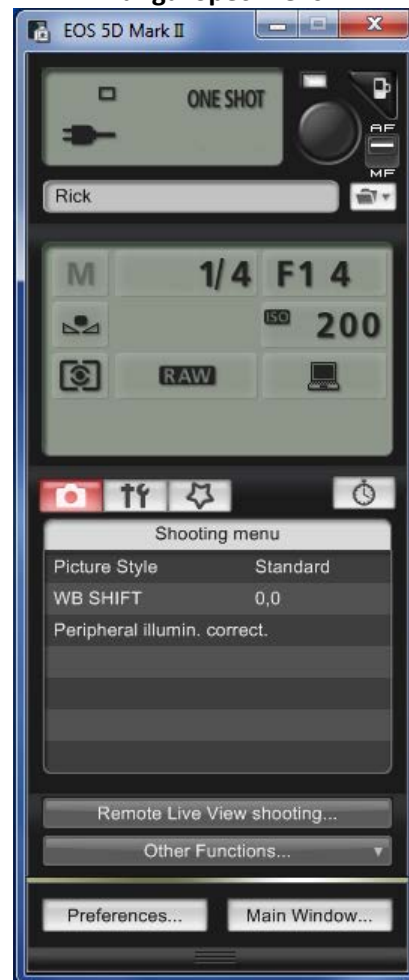 EOS 5D Mark II
ONE SHOT
AF
MF
Rick
M 1/4 F1 4
ISO 200
RAW
Shooting menu
Picture Style Standard
WB SHIFT 0,0
Peripheral illumin. correct.
Remote Live View shooting...
Other Functions...
Preferences... Main Window...